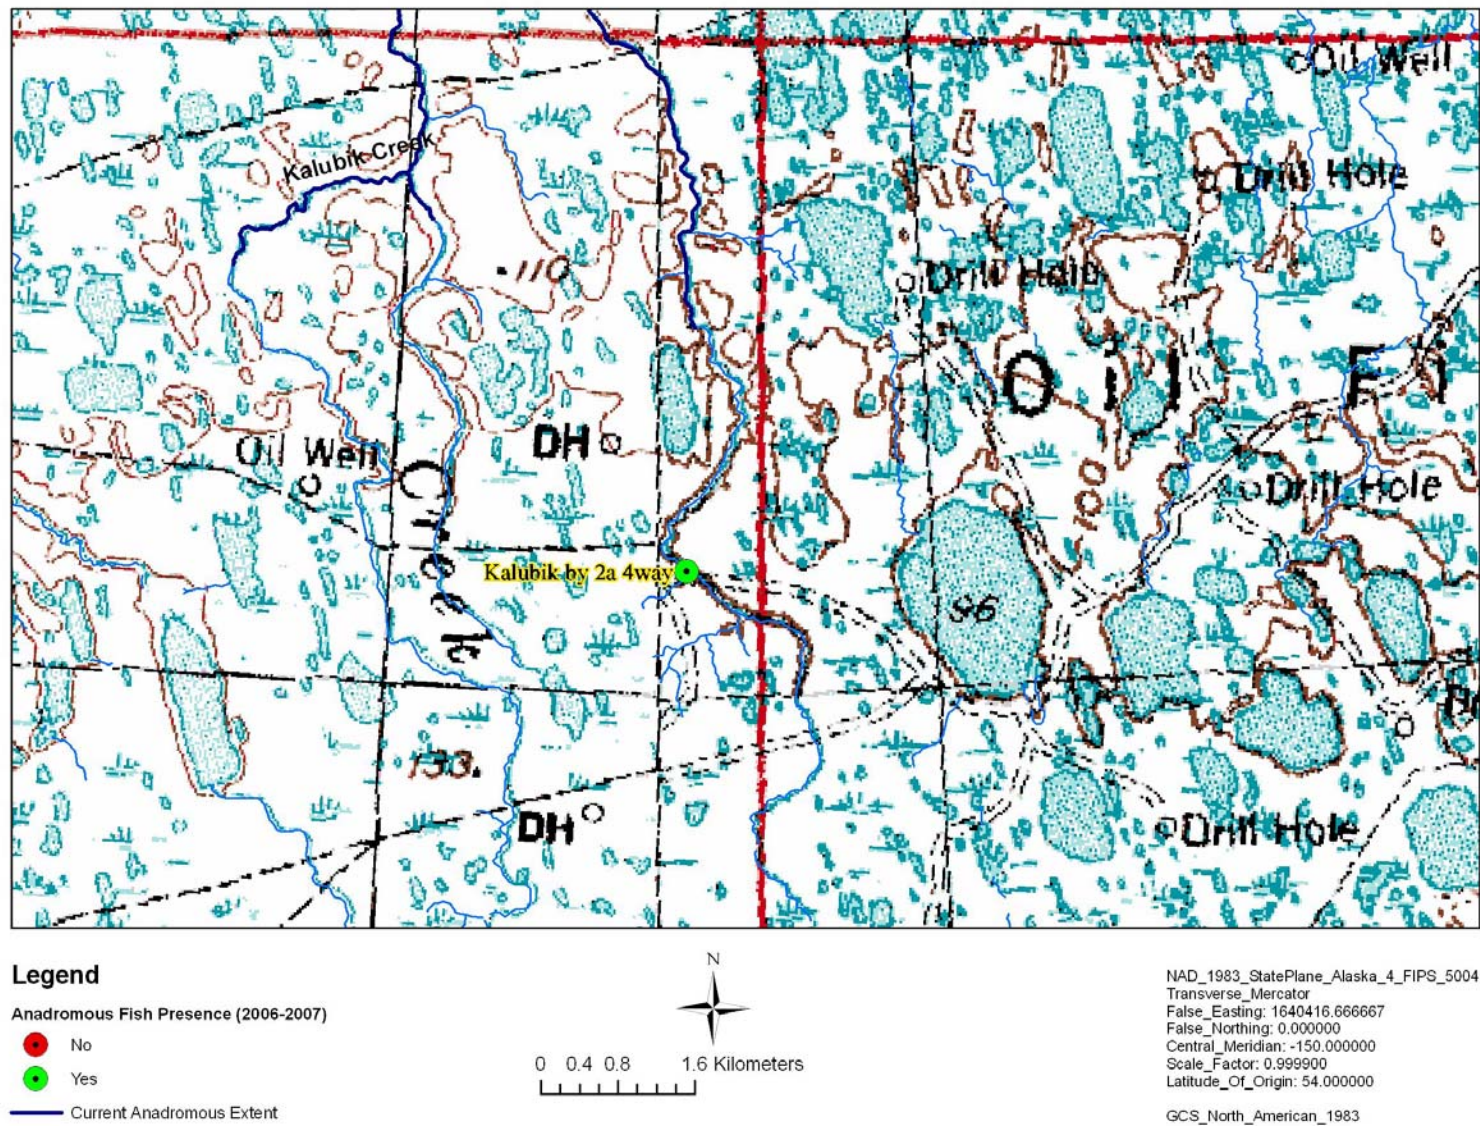 Oil Well
Kalubik Creek
Drill Hole
.110
Drill Hole
Oil Fi
DH
Oil Well
Creek
100
Drill Hole
Kalubik by 2a 4way
96
133.
DH
Drill Hole
Legend
Anadromous Fish Presence (2006-2007)
No
Yes
Current Anadromous Extent
N
0 0.4 0.8 1.6 Kilometers
NAD_1983_StatePlane_Alaska_4_FIPS_5004
Transverse_Mercator
False_Easting: 1640416.666667
False_Northing: 0.000000
Central_Meridian: -150.000000
Scale_Factor: 0.999900
Latitude_Of_Origin: 54.000000
GCS_North_American_1983